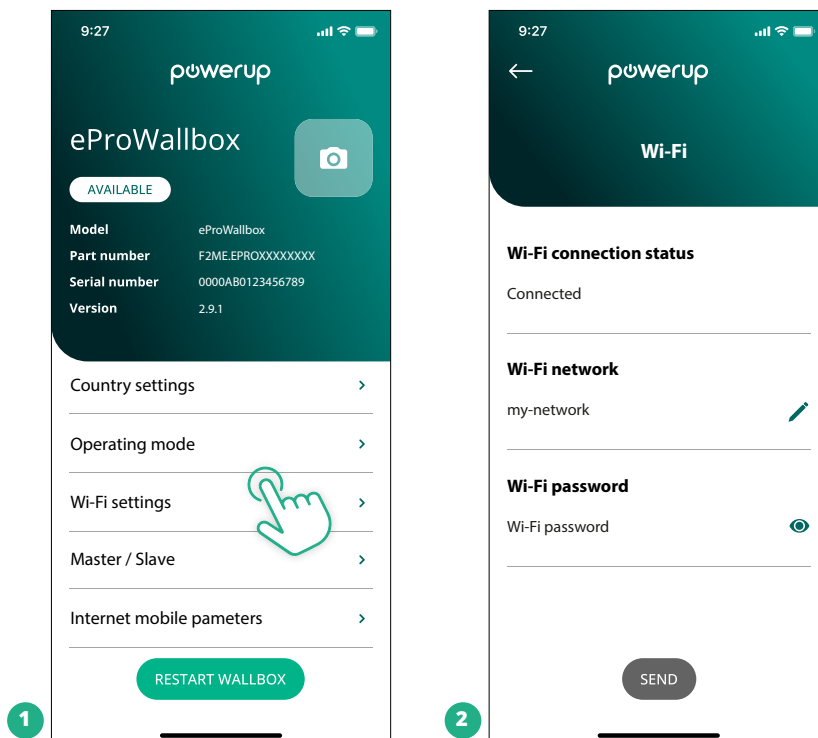 9:27
powerup
eProWallbox
AVAILABLE
Model eProWallbox
Part number F2ME.EPROXXXXXXXX
Serial number 0000AB0123456789
Version 2.9.1
Country settings
Operating mode
Wi-Fi settings
Master / Slave
Internet mobile pameters
RESTART WALLBOX
1
9:27
powerup
Wi-Fi
Wi-Fi connection status
Connected
Wi-Fi network
my-network
Wi-Fi password
Wi-Fi password
SEND
2